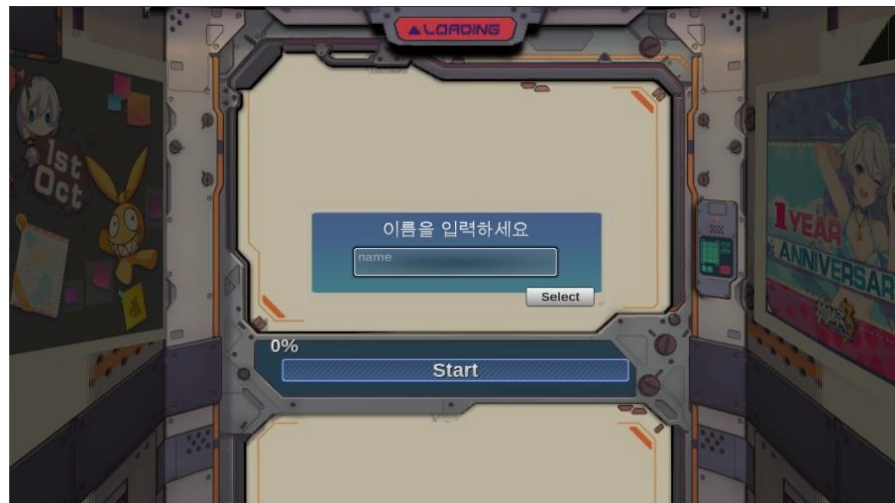 LOADING
1st
Oct
이름을 입력하세요
name
Select
1 YEAR
ANNIVERSAR
0%
Start